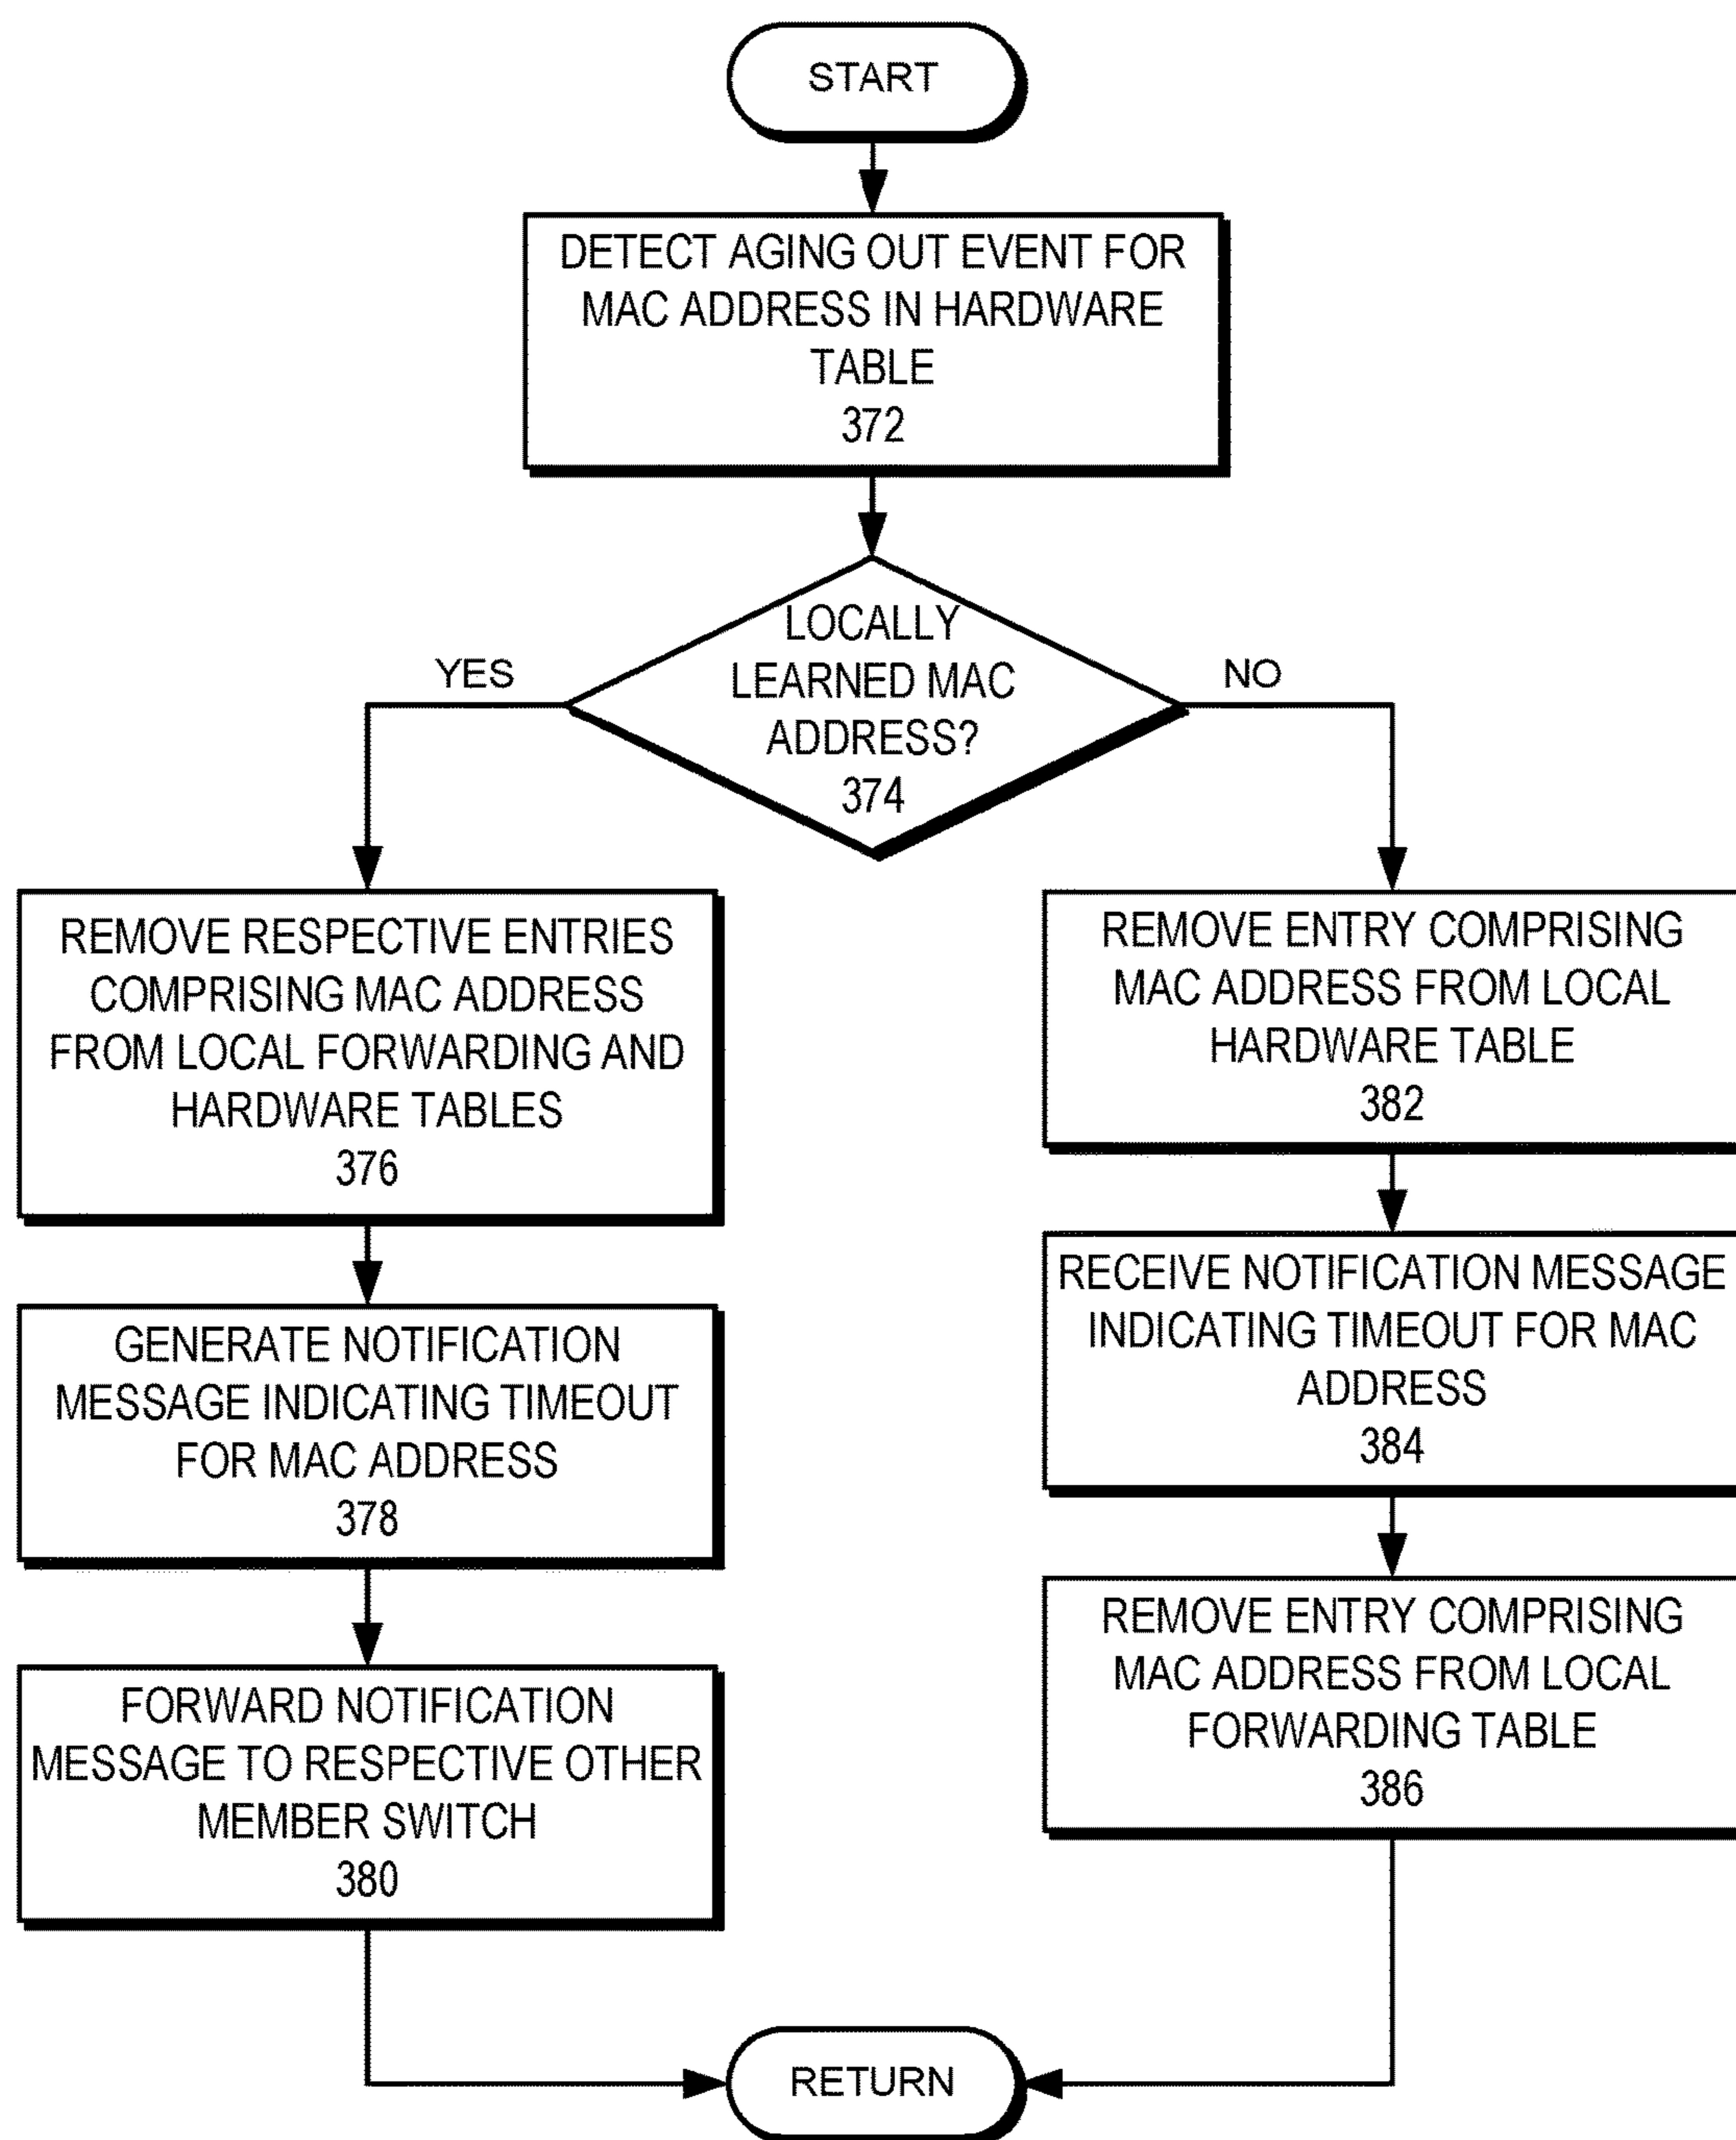 START
DETECT AGING OUT EVENT FOR
MAC ADDRESS IN HARDWARE
TABLE
372
LOCALLY
LEARNED MAC
ADDRESS?
374
YES
NO
REMOVE RESPECTIVE ENTRIES
COMPRISING MAC ADDRESS
FROM LOCAL FORWARDING AND
HARDWARE TABLES
376
GENERATE NOTIFICATION
MESSAGE INDICATING TIMEOUT
FOR MAC ADDRESS
378
FORWARD NOTIFICATION
MESSAGE TO RESPECTIVE OTHER
MEMBER SWITCH
380
REMOVE ENTRY COMPRISING
MAC ADDRESS FROM LOCAL
HARDWARE TABLE
382
RECEIVE NOTIFICATION MESSAGE
INDICATING TIMEOUT FOR MAC
ADDRESS
384
REMOVE ENTRY COMPRISING
MAC ADDRESS FROM LOCAL
FORWARDING TABLE
386
RETURN